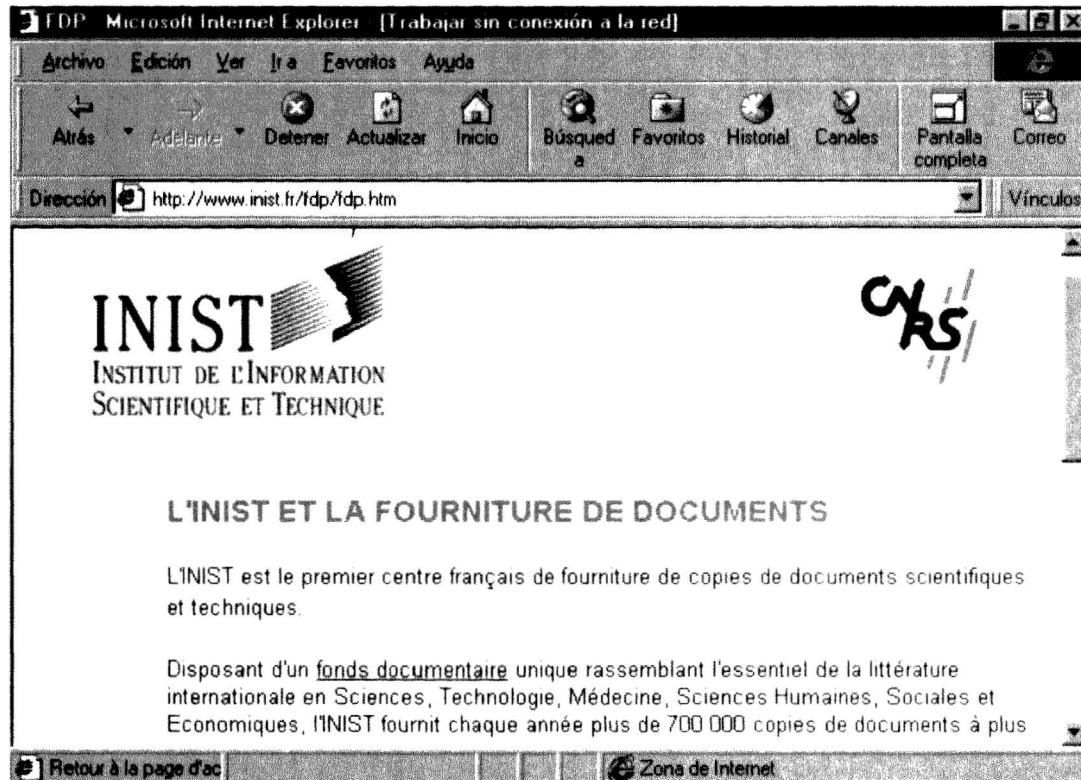 FDP Microsoft Internet Explorer [Trabajar sin conexión a la red]
Archivo Edición Ver Ir a Favoritos Ayuda
Atrás Adelante Detener Actualizar Inicio Búsqued Favoritos Historial Canales Pantalla Correo
a completa
Dirección http://www.inist.fr/fdp/fdp.htm Vínculos
INIST
CNRS
INSTITUT DE L'INFORMATION
SCIENTIFIQUE ET TECHNIQUE
L'INIST ET LA FOURNITURE DE DOCUMENTS
L'INIST est le premier centre français de fourniture de copies de documents scientifiques
et techniques.
Disposant d'un fonds documentaire unique rassemblant l'essentiel de la littérature
internationale en Sciences, Technologie, Médecine, Sciences Humaines, Sociales et
Economiques, l'INIST fournit chaque année plus de 700 000 copies de documents à plus
Retour à la page d'ac Zona de Internet